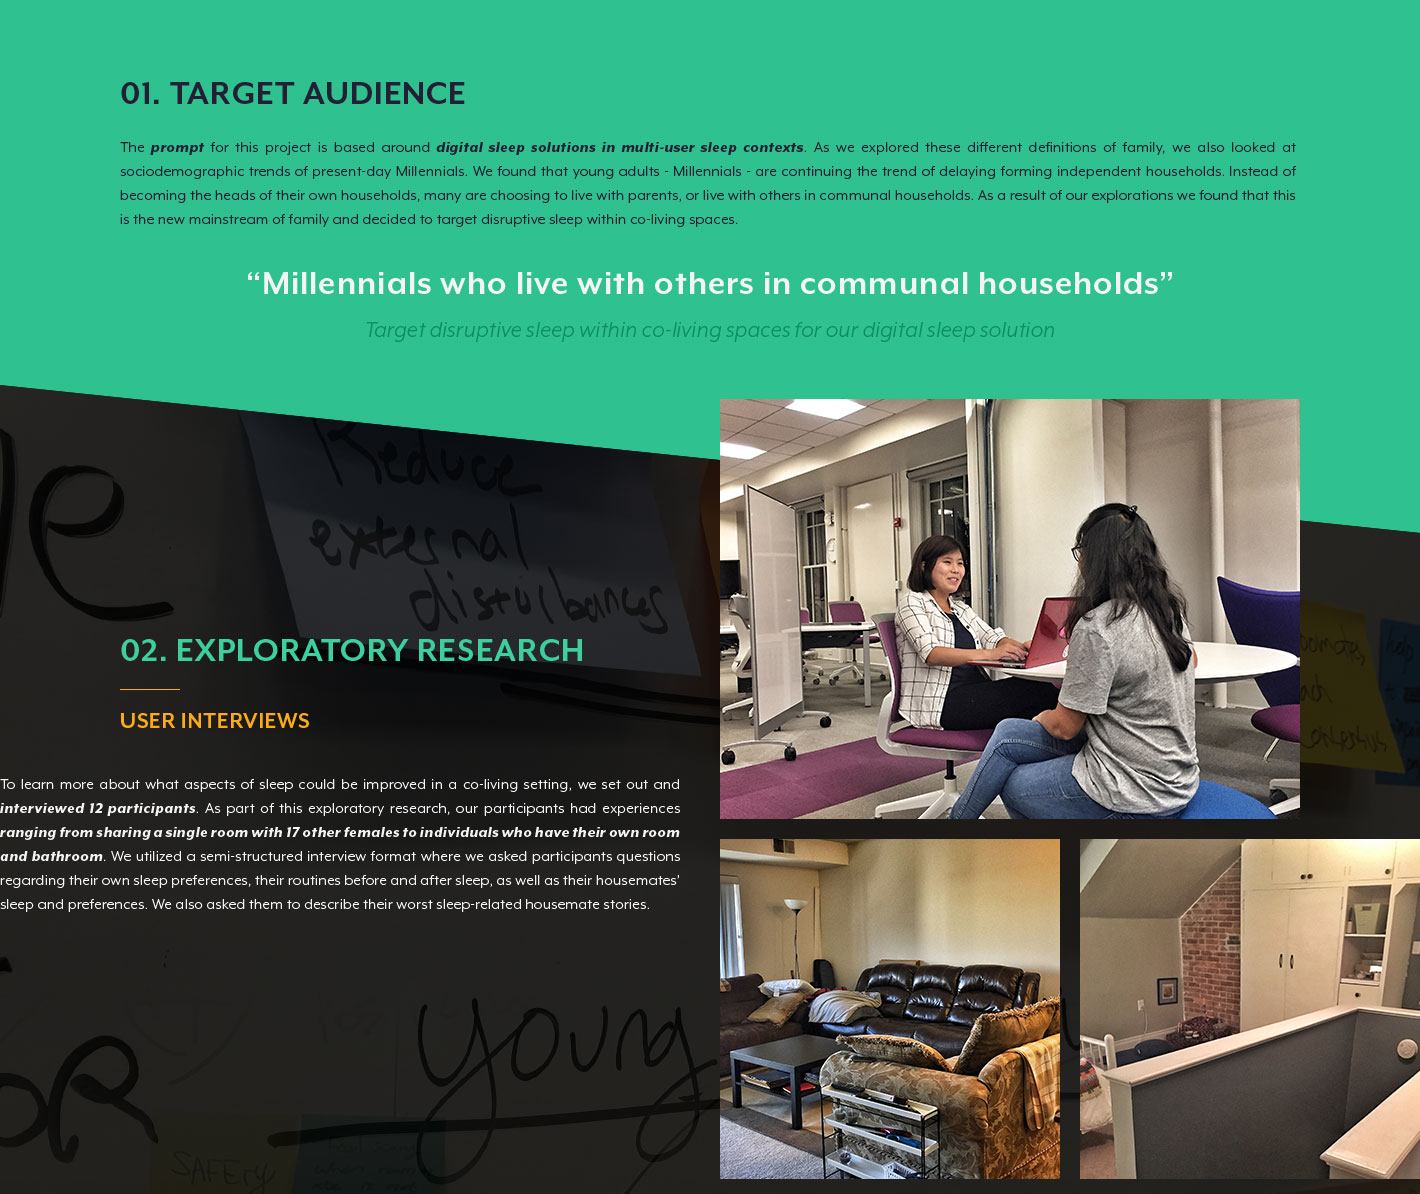 01. TARGET AUDIENCE
The prompt for this project is based around digital sleep solutions in multi-user sleep contexts. As we explored these different definitions of family, we also looked at
sociodemographic trends of present-day Millennials. We found that young adults - Millennials - are continuing the trend of delaying forming independent households. Instead of
becoming the heads of their own households, many are choosing to live with parents, or live with others in communal households. As a result of our explorations we found that this
is the new mainstream of family and decided to target disruptive sleep within co-living spaces.
“Millennials who live with others in communal households”
Target disruptive sleep within co-living spaces for our digital sleep solution
Reduce
external
disturbances
02. EXPLORATORY RESEARCH
USER INTERVIEWS
To learn more about what aspects of sleep could be improved in a co-living setting, we set out and
interviewed 12 participants. As part of this exploratory research, our participants had experiences
ranging from sharing a single room with 17 other females to individuals who have their own room
and bathroom. We utilized a semi-structured interview format where we asked participants questions
regarding their own sleep preferences, their routines before and after sleep, as well as their housemates’
sleep and preferences. We also asked them to describe their worst sleep-related housemate stories.
young